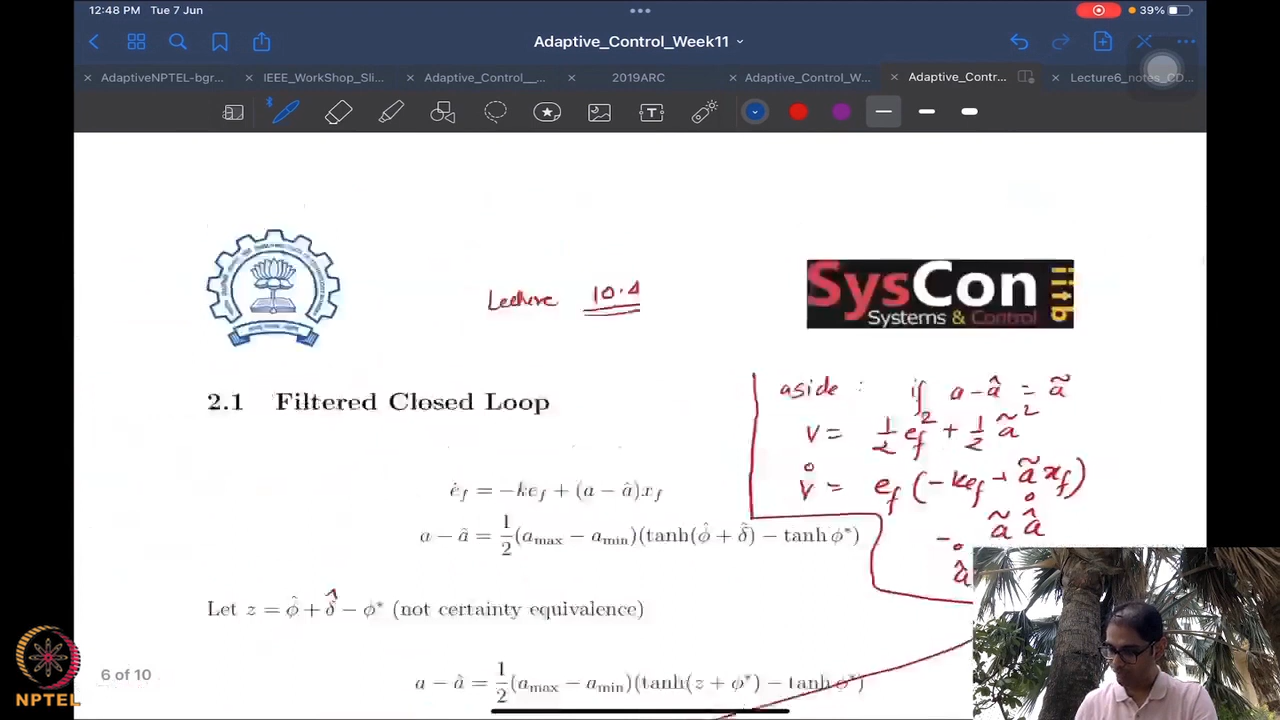 12:48 PM Tue 7 Jun
39%
Adaptive_Control_Week11
AdaptiveNPTEL-bgr...
IEEE_WorkShop_Sli...
Adaptive_Control__...
2019ARC
Adaptive_Control_W...
Adaptive_Contr...
Lecture6_notes_CD...
Lecture 10.4
SysCon
Systems & Control
iitb
2.1 Filtered Closed Loop
aside : if a - â = ã
V = 1/2 e_f² + 1/2 ã²
V̇ = e_f (-ke_f + ã x_f)
- ã â̇
â̇
ė_f = −ke_f + (a − â)x_f
a − â = 1/2(a_max − a_min)(tanh(φ̂ + δ̂) − tanh φ*)
Let z = φ̂ + δ̂ − φ* (not certainty equivalence)
a − â = 1/2(a_max − a_min)(tanh(z + φ*) − tanh φ*)
6 of 10
NPTEL